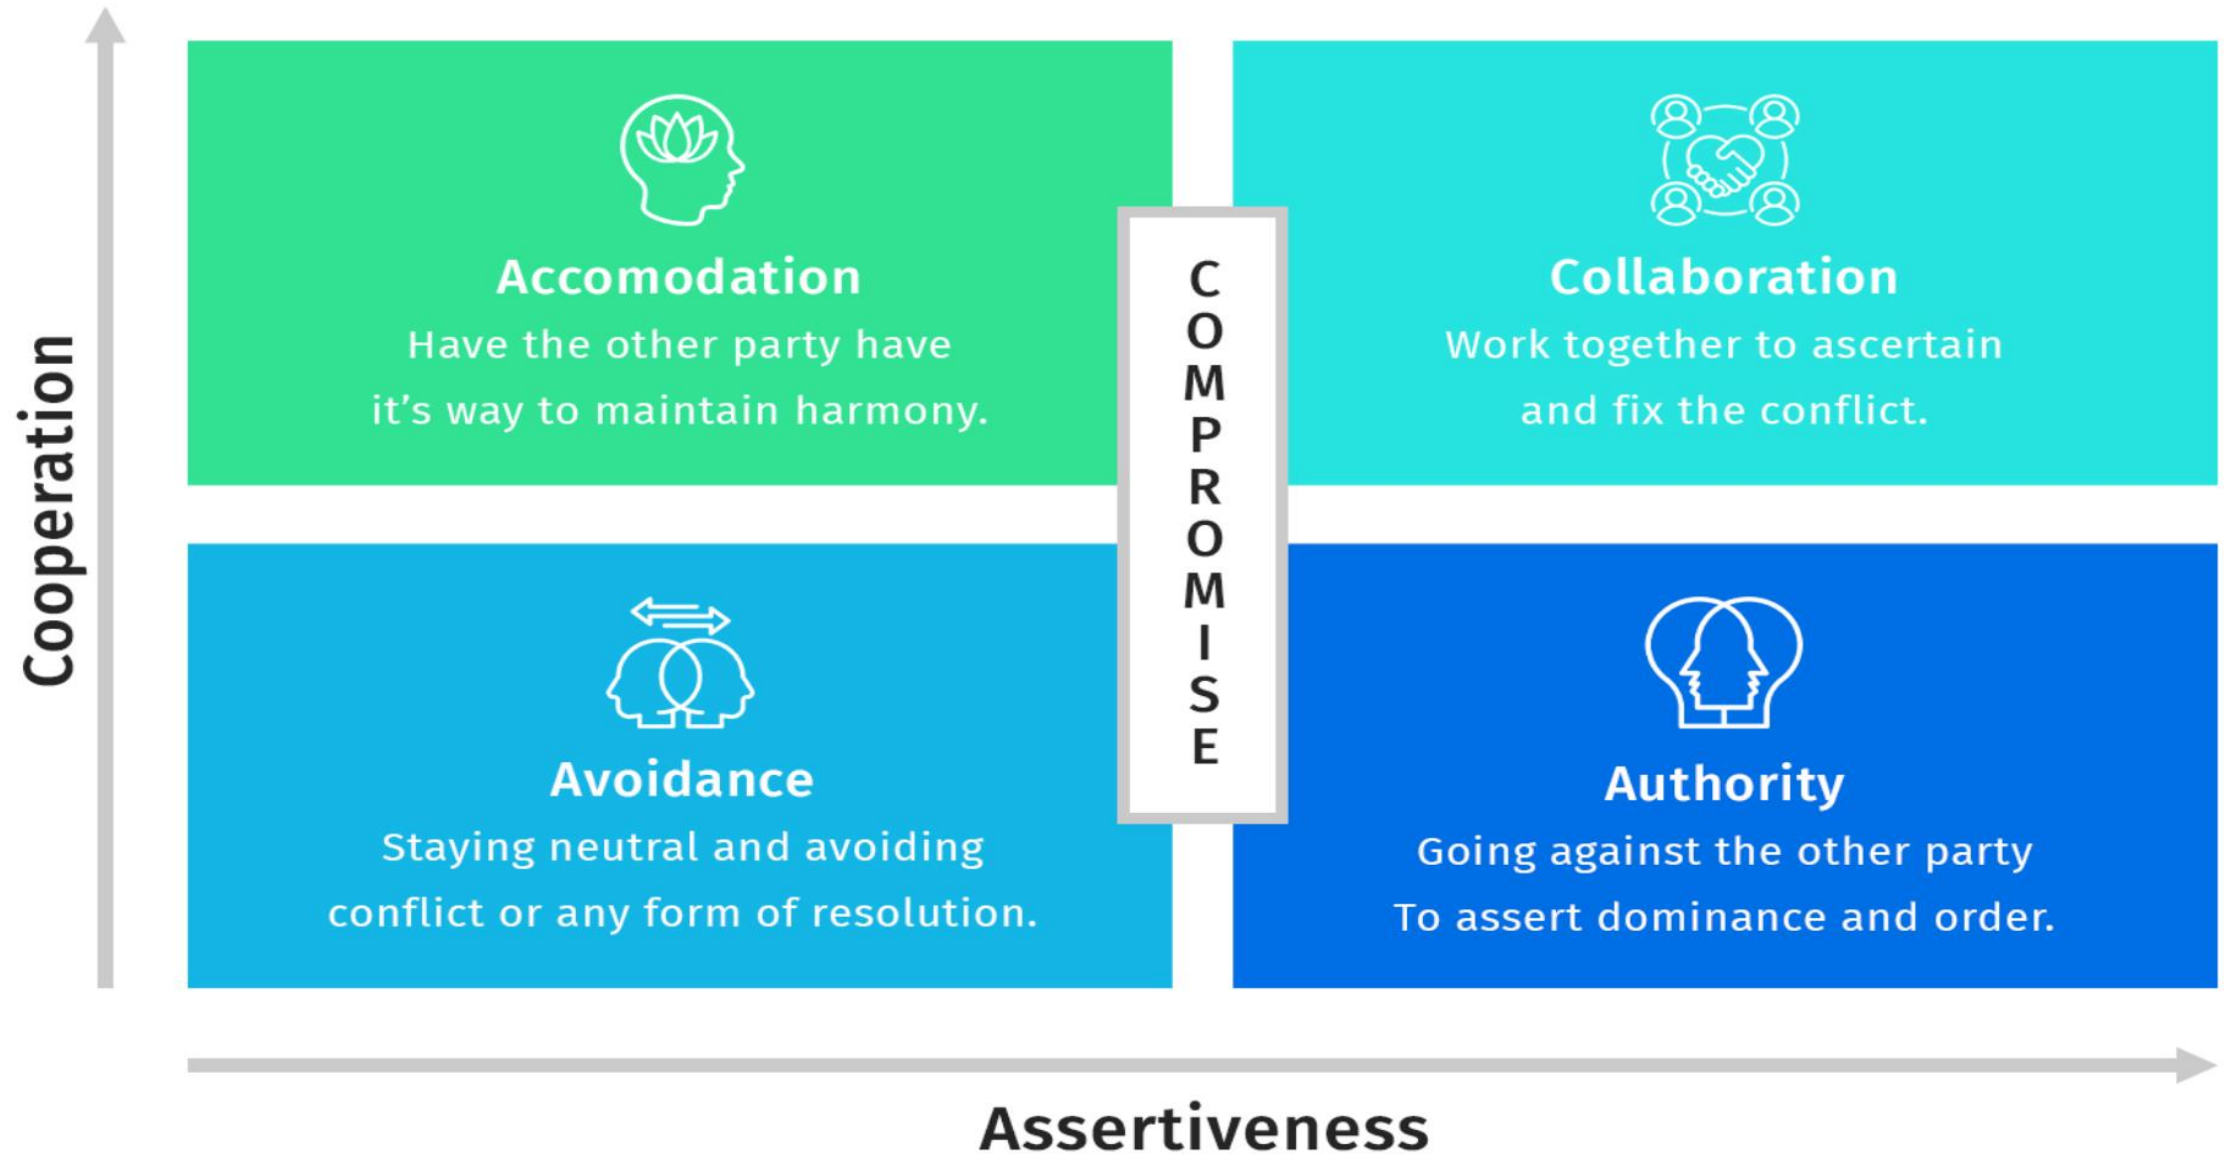 Cooperation
Accomodation
Have the other party have
it’s way to maintain harmony.
Collaboration
Work together to ascertain
and fix the conflict.
COMPROMISE
Avoidance
Staying neutral and avoiding
conflict or any form of resolution.
Authority
Going against the other party
To assert dominance and order.
Assertiveness